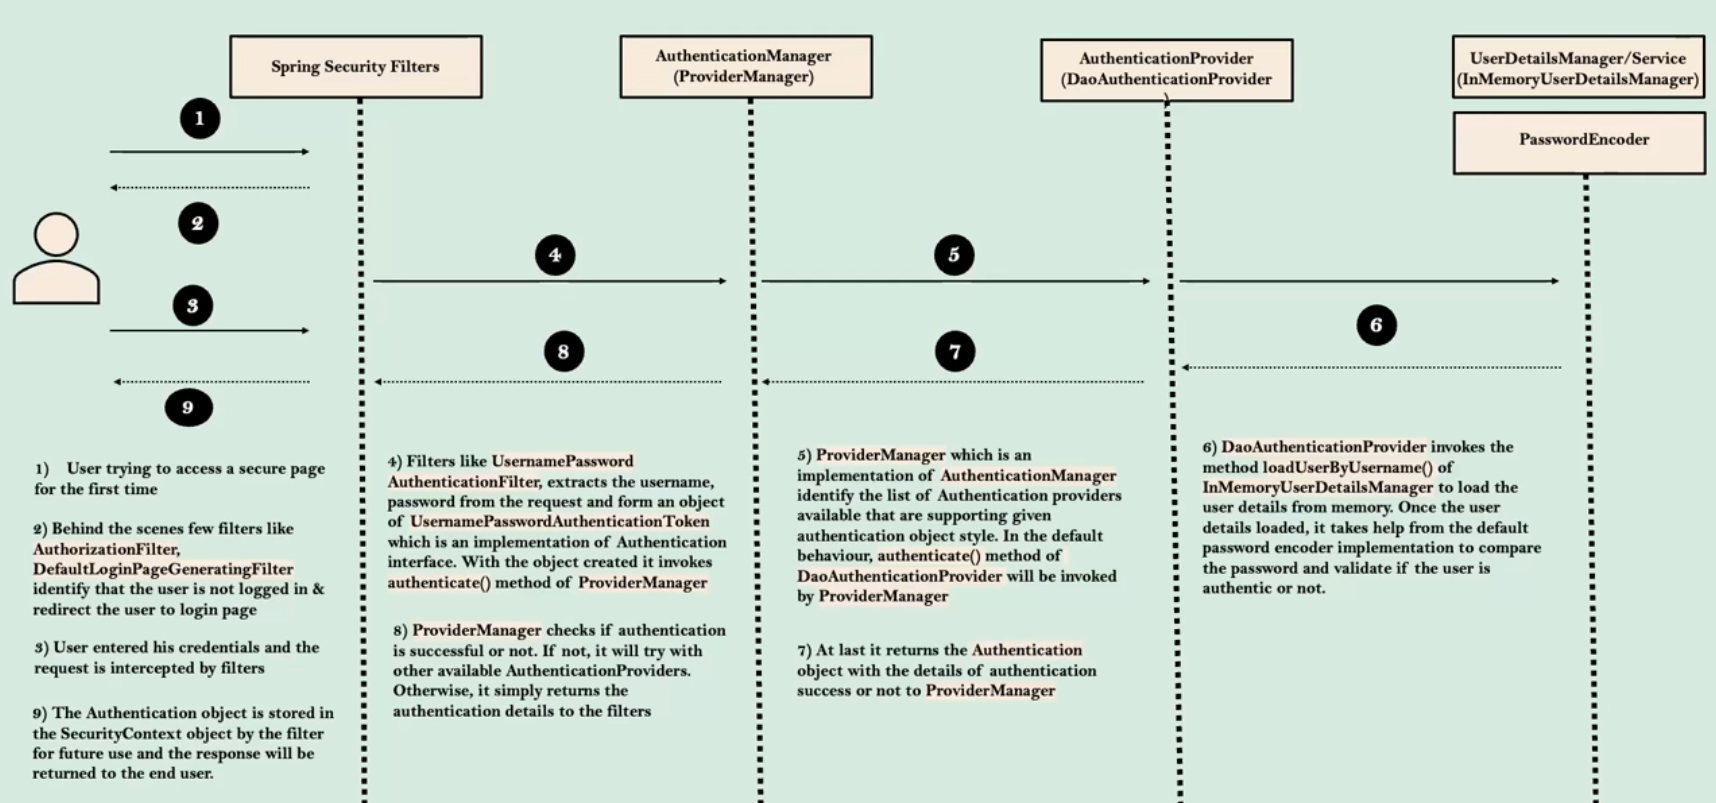 Spring Security Filters
AuthenticationManager
(ProviderManager)
AuthenticationProvider
(DaoAuthenticationProvider
)
UserDetailsManager/Service
(InMemoryUserDetailsManager)
PasswordEncoder
1
2
3
4
5
6
7
8
9
1) User trying to access a secure page
for the first time
2) Behind the scenes few filters like
AuthorizationFilter,
DefaultLoginPageGeneratingFilter
identify that the user is not logged in &
redirect the user to login page
3) User entered his credentials and the
request is intercepted by filters
9) The Authentication object is stored in
the SecurityContext object by the filter
for future use and the response will be
returned to the end user.
4) Filters like UsernamePassword
AuthenticationFilter, extracts the username,
password from the request and form an object
of UsernamePasswordAuthenticationToken
which is an implementation of Authentication
interface. With the object created it invokes
authenticate() method of ProviderManager
8) ProviderManager checks if authentication
is successful or not. If not, it will try with
other available AuthenticationProviders.
Otherwise, it simply returns the
authentication details to the filters
5) ProviderManager which is an
implementation of AuthenticationManager
identify the list of Authentication providers
available that are supporting given
authentication object style. In the default
behaviour, authenticate() method of
DaoAuthenticationProvider will be invoked
by ProviderManager
7) At last it returns the Authentication
object with the details of authentication
success or not to ProviderManager
6) DaoAuthenticationProvider invokes the
method loadUserByUsername() of
InMemoryUserDetailsManager to load the
user details from memory. Once the user
details loaded, it takes help from the default
password encoder implementation to compare
the password and validate if the user is
authentic or not.